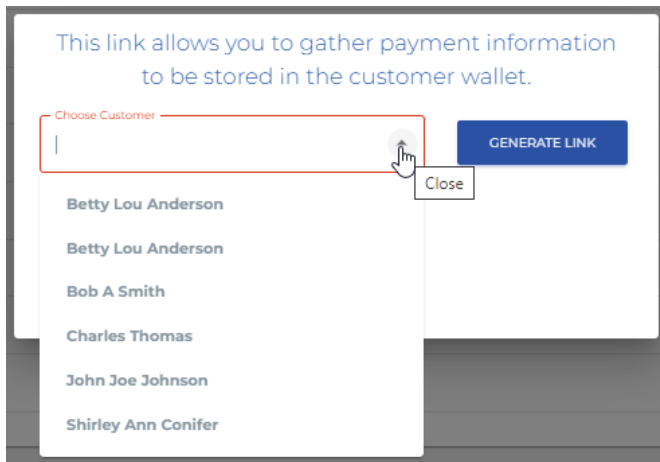 This link allows you to gather payment information
to be stored in the customer wallet.
Choose Customer
GENERATE LINK
Close
Betty Lou Anderson
Betty Lou Anderson
Bob A Smith
Charles Thomas
John Joe Johnson
Shirley Ann Conifer